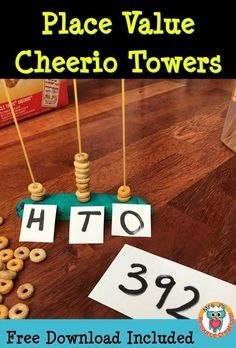 Place Value
Cheerio Towers
H T O
392
Free Download Included